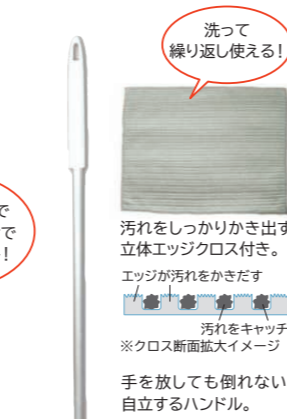 洗って
繰り返し使える!
で
で
!
汚れをしっかりかき出す
立体エッジクロス付き。
エッジが汚れをかきだす
汚れをキャッチ
※クロス断面拡大イメージ
手を放しても倒れない
自立するハンドル。